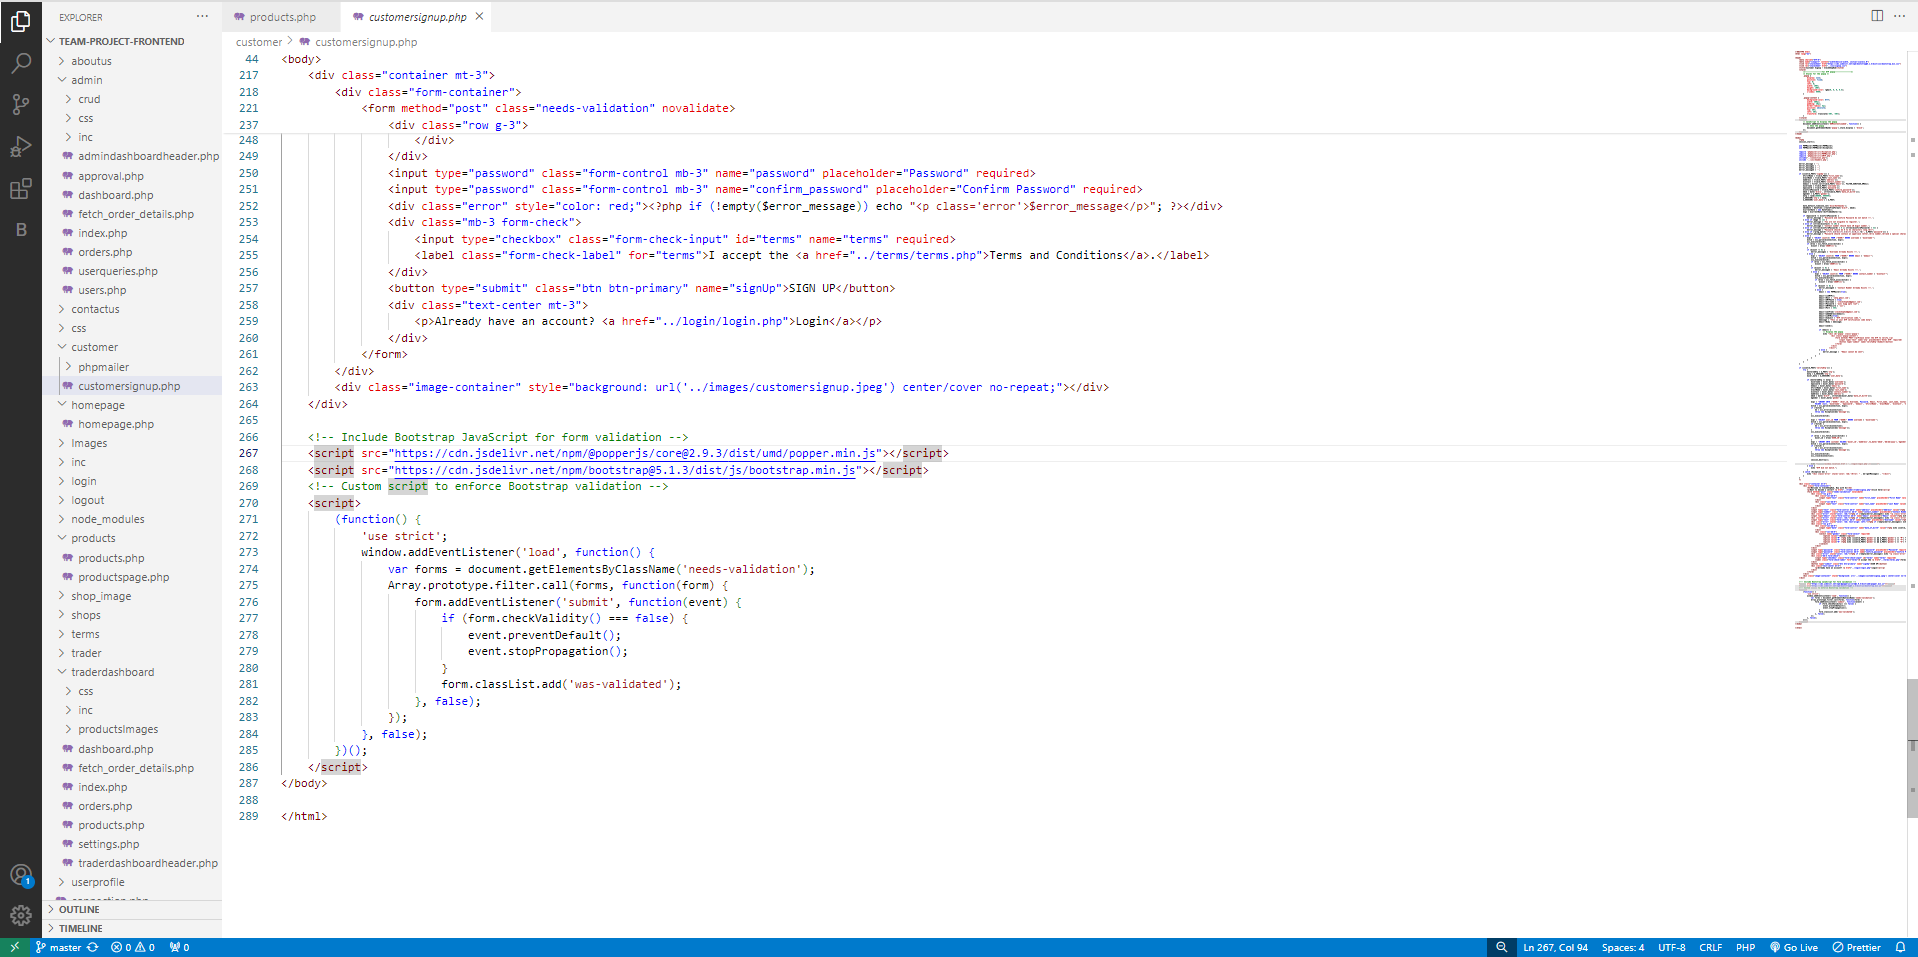 EXPLORER
TEAM-PROJECT-FRONTEND
aboutus
admin
crud
css
inc
admindashboardheader.php
approval.php
dashboard.php
fetch_order_details.php
index.php
orders.php
userqueries.php
users.php
contactus
css
customer
phpmailer
customersignup.php
homepage
homepage.php
Images
inc
login
logout
node_modules
products
products.php
productspage.php
shop_image
shops
terms
trader
traderdashboard
css
inc
productsImages
dashboard.php
fetch_order_details.php
index.php
orders.php
products.php
settings.php
traderdashboardheader.php
userprofile
OUTLINE
TIMELINE
products.php
customersignup.php
customer > customersignup.php
44 <body>
217 <div class="container mt-3">
218 <div class="form-container">
221 <form method="post" class="needs-validation" novalidate>
237 <div class="row g-3">
248 </div>
249 </div>
250 <input type="password" class="form-control mb-3" name="password" placeholder="Password" required>
251 <input type="password" class="form-control mb-3" name="confirm_password" placeholder="Confirm Password" required>
252 <div class="error" style="color: red;"><?php if (!empty($error_message)) echo "<p class='error'>$error_message</p>"; ?></div>
253 <div class="mb-3 form-check">
254 <input type="checkbox" class="form-check-input" id="terms" name="terms" required>
255 <label class="form-check-label" for="terms">I accept the <a href="../terms/terms.php">Terms and Conditions</a>.</label>
256 </div>
257 <button type="submit" class="btn btn-primary" name="signUp">SIGN UP</button>
258 <div class="text-center mt-3">
259 <p>Already have an account? <a href="../login/login.php">Login</a></p>
260 </div>
261 </form>
262 </div>
263 <div class="image-container" style="background: url('../images/customersignup.jpeg') center/cover no-repeat;"></div>
264 </div>
265
266 <!-- Include Bootstrap JavaScript for form validation -->
267 <script src="https://cdn.jsdelivr.net/npm/@popperjs/core@2.9.3/dist/umd/popper.min.js"></script>
268 <script src="https://cdn.jsdelivr.net/npm/bootstrap@5.1.3/dist/js/bootstrap.min.js"></script>
269 <!-- Custom script to enforce Bootstrap validation -->
270 <script>
271 (function() {
272 'use strict';
273 window.addEventListener('load', function() {
274 var forms = document.getElementsByClassName('needs-validation');
275 Array.prototype.filter.call(forms, function(form) {
276 form.addEventListener('submit', function(event) {
277 if (form.checkValidity() === false) {
278 event.preventDefault();
279 event.stopPropagation();
280 }
281 form.classList.add('was-validated');
282 }, false);
283 });
284 }, false);
285 })();
286 </script>
287 </body>
288
289 </html>
B
1
master 0 0 0 Ln 267, Col 94 Spaces: 4 UTF-8 CRLF PHP Go Live Prettier